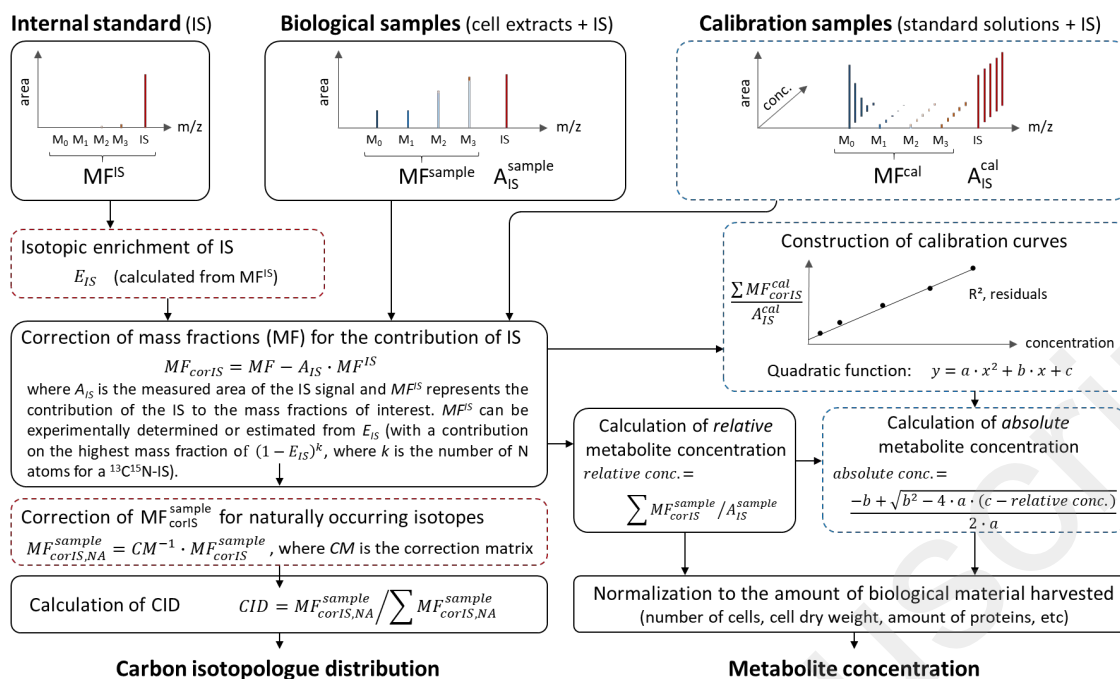 Internal standard (IS)
area
m/z
M₀ M₁ M₂ M₃ IS
MF^IS
Biological samples (cell extracts + IS)
area
m/z
M₀ M₁ M₂ M₃ IS
MF^sample A_IS^sample
Calibration samples (standard solutions + IS)
area
conc.
m/z
M₀ M₁ M₂ M₃ IS
MF^cal A_IS^cal
Isotopic enrichment of IS
E_IS (calculated from MF^IS)
Correction of mass fractions (MF) for the contribution of IS
MF_corIS = MF − A_IS · MF^IS
where A_IS is the measured area of the IS signal and MF^IS represents
the contribution of the IS to the mass fractions of interest. MF^IS can be
experimentally determined or estimated from E_IS (with a contribution
on the highest mass fraction of (1 − E_IS)^k, where k is the number of N
atoms for a ¹³C¹⁵N-IS).
Correction of MF_corIS^sample for naturally occurring isotopes
MF_corIS,NA^sample = CM⁻¹ · MF_corIS^sample , where CM is the correction matrix
Calculation of CID CID = MF_corIS,NA^sample / ∑ MF_corIS,NA^sample
Carbon isotopologue distribution
Construction of calibration curves
∑ MF_corIS^cal
A_IS^cal
R², residuals
concentration
Quadratic function: y = a · x² + b · x + c
Calculation of relative
metabolite concentration
relative conc.=
∑ MF_corIS^sample / A_IS^sample
Calculation of absolute
metabolite concentration
absolute conc.=
−b + √b² − 4 · a · (c − relative conc.)
2 · a
Normalization to the amount of biological material harvested
(number of cells, cell dry weight, amount of proteins, etc)
Metabolite concentration